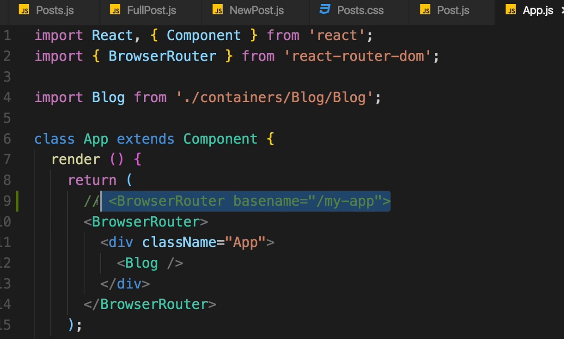 Posts.js FullPost.js NewPost.js Posts.css Post.js App.js
1 import React, { Component } from 'react';
2 import { BrowserRouter } from 'react-router-dom';
3
4 import Blog from './containers/Blog/Blog';
5
6 class App extends Component {
7 render () {
8 return (
9 // <BrowserRouter basename="/my-app">
10 <BrowserRouter>
11 <div className="App">
12 <Blog />
13 </div>
14 </BrowserRouter>
15 );